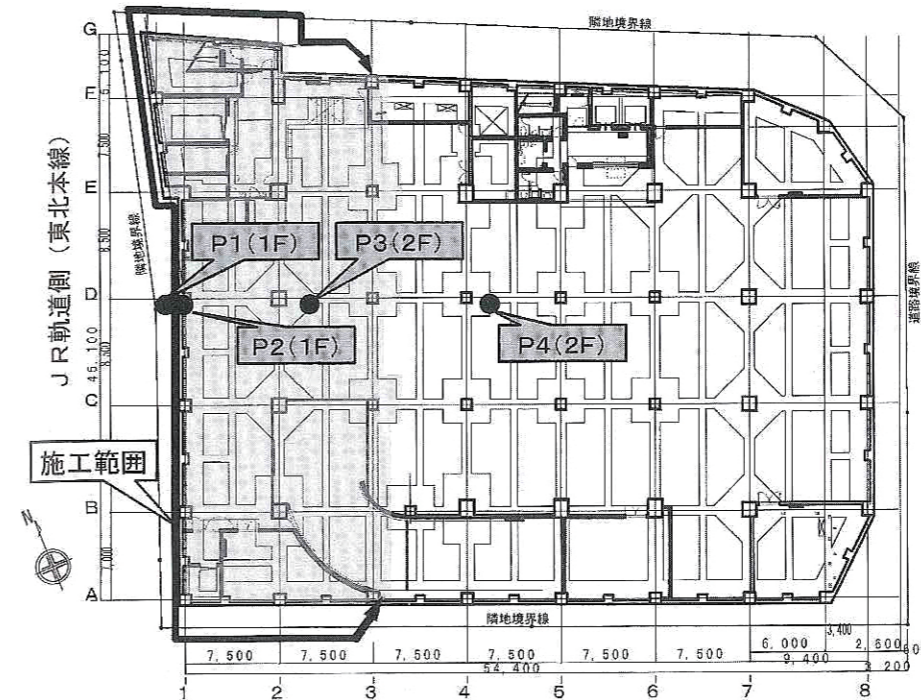 隣地境界線
G
6,100
F
7,500
E
JR軌道側 (東北本線)
隣地境界線
8,500
P1(1F)
P3(2F)
D
道路境界線
P2(1F)
P4(2F)
45,100
8,500
C
施工範囲
B
N
7,000
A
隣地境界線
3,400
7,500
7,500
7,500
7,500
7,500
7,500
6,000
2,600
54,400
9,400
3,200
1
2
3
4
5
6
7
8